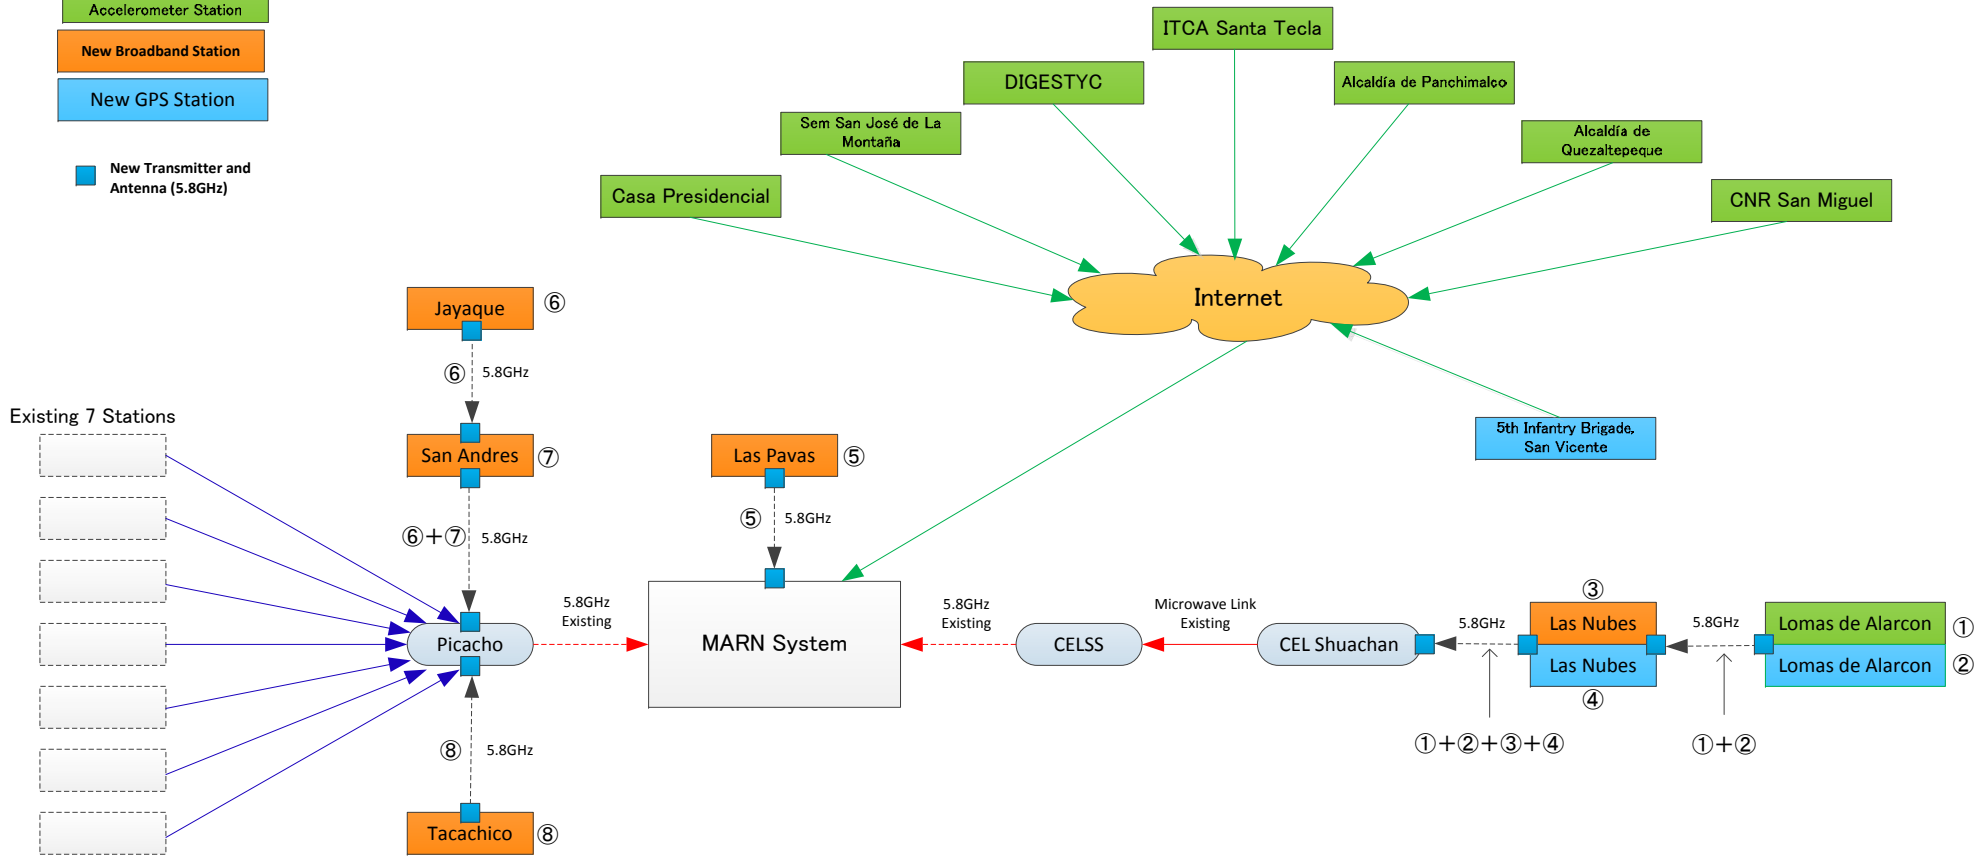 Accelerometer Station
New Broadband Station
New GPS Station
New Transmitter and
Antenna (5.8GHz)
ITCA Santa Tecla
DIGESTYC
Alcaldía de Panchimalco
Sem San José de La
Montaña
Alcaldía de
Quezaltepeque
Casa Presidencial
CNR San Miguel
Internet
Jayaque
⑥
⑥
5.8GHz
Existing 7 Stations
San Andres
⑦
Las Pavas
⑤
5th Infantry Brigade,
San Vicente
⑥+⑦
5.8GHz
⑤
5.8GHz
5.8GHz
Existing
Picacho
MARN System
5.8GHz
Existing
CELSS
Microwave Link
Existing
CEL Shuachan
5.8GHz
③
Las Nubes
Las Nubes
④
5.8GHz
Lomas de Alarcon
①
Lomas de Alarcon
②
①+②+③+④
①+②
⑧
5.8GHz
Tacachico
⑧